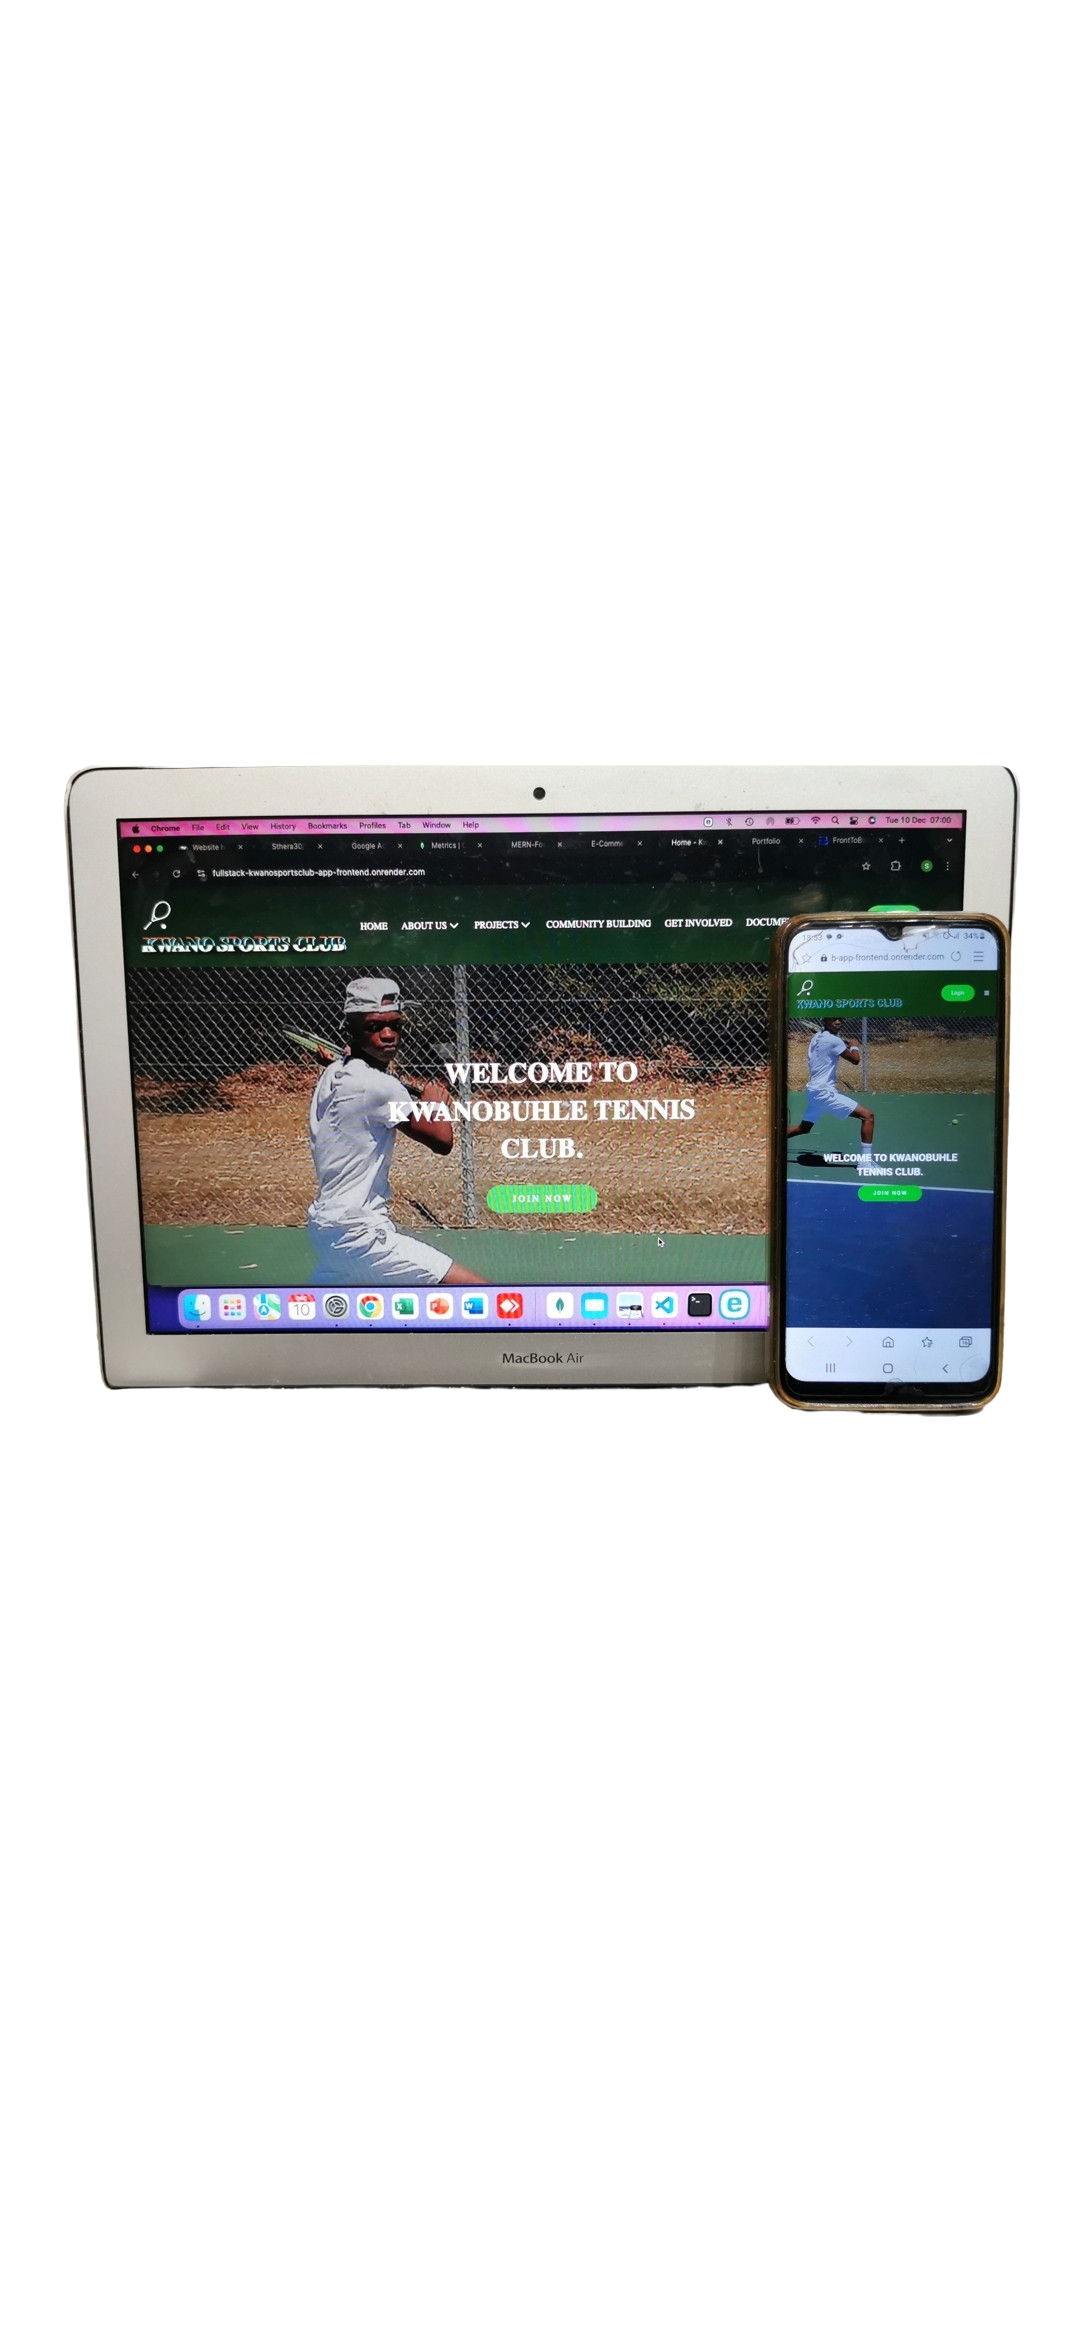 Chrome File Edit View History Bookmarks Profiles Tab Window Help Tue 10 Dec 07:00
Website Sthera30 Google A Metrics | MERN-Fo E-Comme Home - K Portfolio FrontToB
fullstack-kwanosportsclub-app-frontend.onrender.com
KWANO SPORTS CLUB
HOME ABOUT US PROJECTS COMMUNITY BUILDING GET INVOLVED DOCUME
WELCOME TO
KWANOBUHLE TENNIS
CLUB.
JOIN NOW
10
MacBook Air
34%
b-app-frontend.onrender.com
KWANO SPORTS CLUB
Login
WELCOME TO KWANOBUHLE
TENNIS CLUB.
JOIN NOW